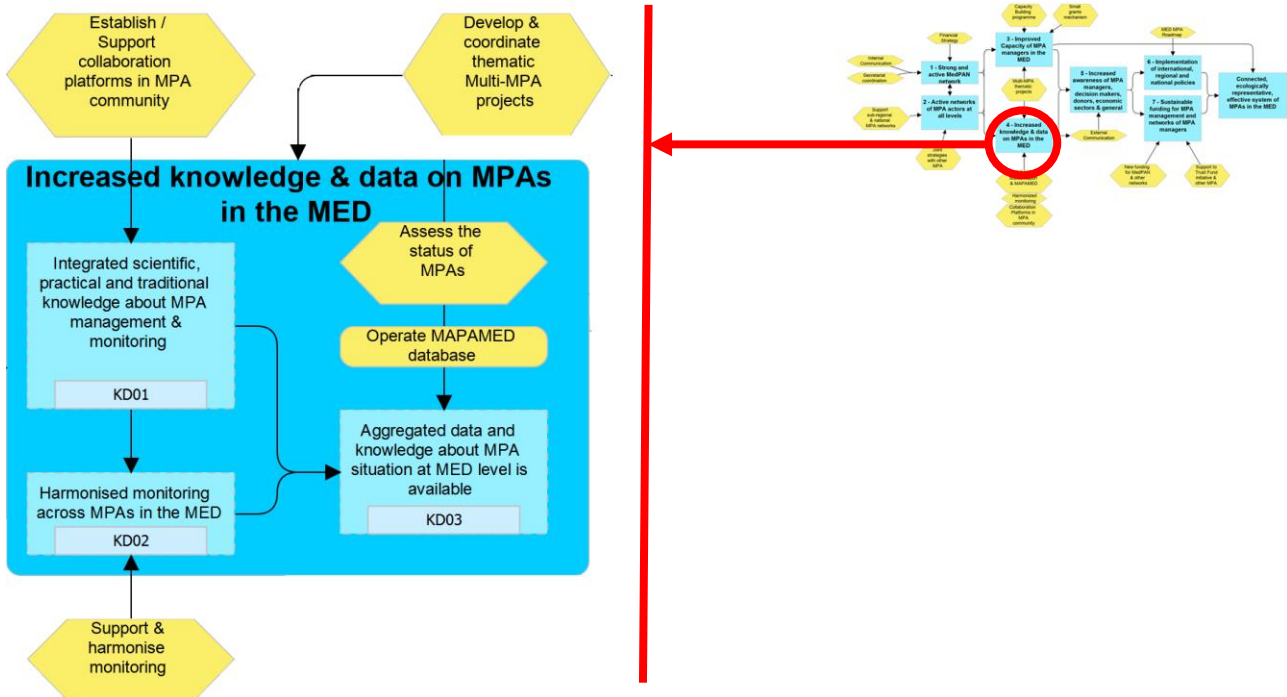 Establish /
Support
collaboration
platforms in MPA
community
Develop &
coordinate
thematic
Multi-MPA
projects
Increased knowledge & data on MPAs
in the MED
Integrated scientific,
practical and traditional
knowledge about MPA
management &
monitoring
KD01
Assess the
status of
MPAs
Operate MAPAMED
database
Harmonised monitoring
across MPAs in the MED
KD02
Aggregated data and
knowledge about MPA
situation at MED level is
available
KD03
Support &
harmonise
monitoring
Capacity
Building
programme
Small
grants
mechanism
Financial
Strategy
3 - Improved
Capacity of MPA
managers in the
MED
MED MPA
Roadmap
Internal
Communication
Secretariat
coordination
1 - Strong and
active MedPAN
network
Multi-MPA
thematic
projects
5 - Increased
awareness of MPA
managers,
decision makers,
donors, economic
sectors & general
6 - Implementation
of international,
regional and
national policies
Connected,
ecologically
representative,
effective system of
MPAs in the MED
Support
sub-regional
& national
MPA networks
2 - Active networks
of MPA actors at
all levels
4 - Increased
knowledge & data
on MPAs in the
MED
7 - Sustainable
funding for MPA
management and
networks of MPA
managers
External
Communication
Joint
strategies
with other
MPA
New funding
for MedPAN
& other
networks
Support to
Trust Fund
initiative &
other MPA
& MAPAMED
Harmonized
monitoring
Collaboration
Platforms in
MPA
community